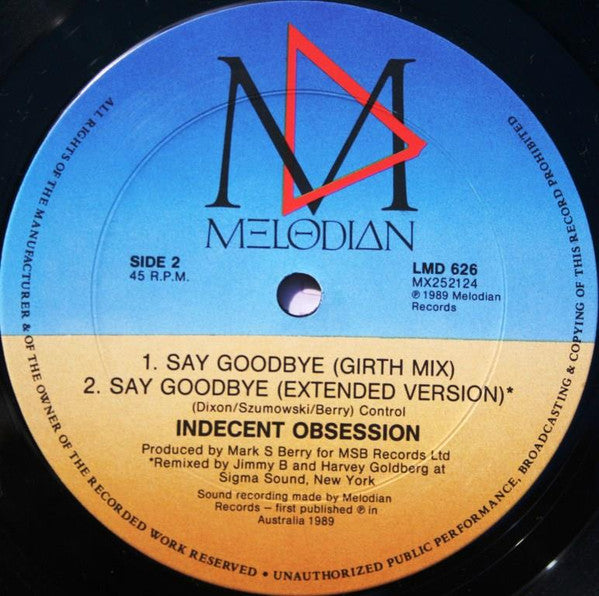 M
MELODIAN
SIDE 2
45 R.P.M.
LMD 626
MX252124
℗ 1989 Melodian
Records
1. SAY GOODBYE (GIRTH MIX)
2. SAY GOODBYE (EXTENDED VERSION)*
(Dixon/Szumowski/Berry) Control
INDECENT OBSESSION
Produced by Mark S Berry for MSB Records Ltd
*Remixed by Jimmy B and Harvey Goldberg at
Sigma Sound, New York
Sound recording made by Melodian
Records – first published ℗ in
Australia 1989
ALL RIGHTS OF THE MANUFACTURER & OF THE OWNER OF THE RECORDED WORK RESERVED • UNAUTHORIZED PUBLIC PERFORMANCE, BROADCASTING & COPYING OF THIS RECORD PROHIBITED